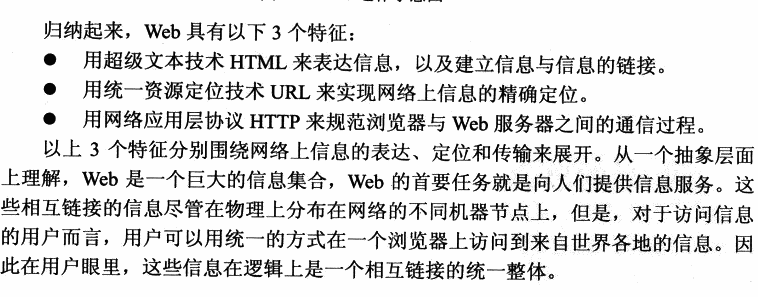 归纳起来，Web 具有以下 3 个特征：
● 用超级文本技术 HTML 来表达信息，以及建立信息与信息的链接。
● 用统一资源定位技术 URL 来实现网络上信息的精确定位。
● 用网络应用层协议 HTTP 来规范浏览器与 Web 服务器之间的通信过程。
以上 3 个特征分别围绕网络上信息的表达、定位和传输来展开。从一个抽象层面
上理解，Web 是一个巨大的信息集合，Web 的首要任务就是向人们提供信息服务。这
些相互链接的信息尽管在物理上分布在网络的不同机器节点上，但是，对于访问信息
的用户而言，用户可以用统一的方式在一个浏览器上访问到来自世界各地的信息。因
此在用户眼里，这些信息在逻辑上是一个相互链接的统一整体。